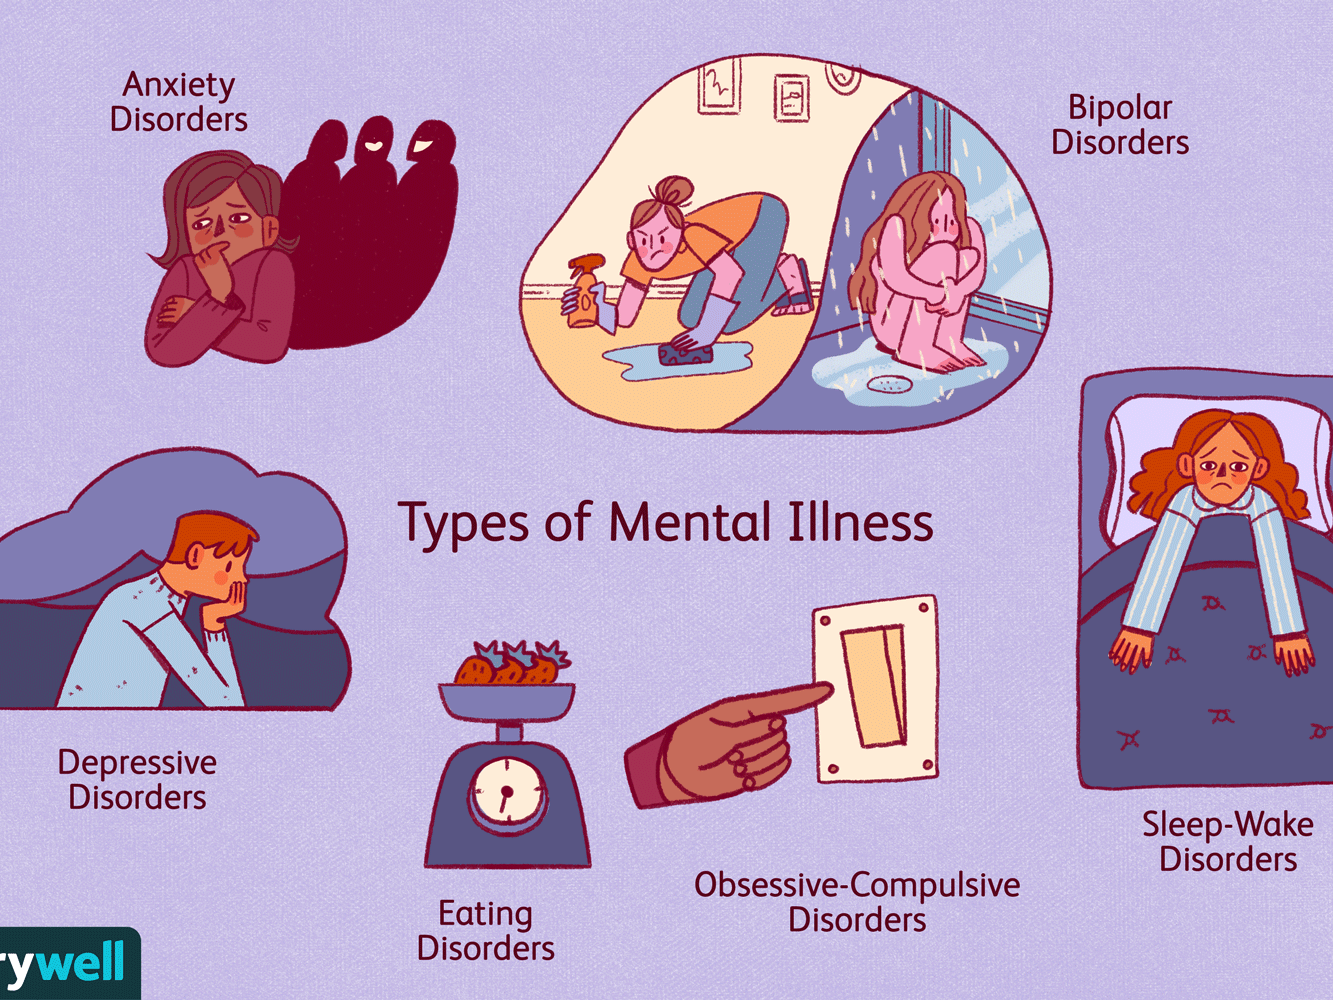 Anxiety
Disorders
Bipolar
Disorders
Types of Mental Illness
Depressive
Disorders
Eating
Disorders
Obsessive-Compulsive
Disorders
Sleep-Wake
Disorders
rywell